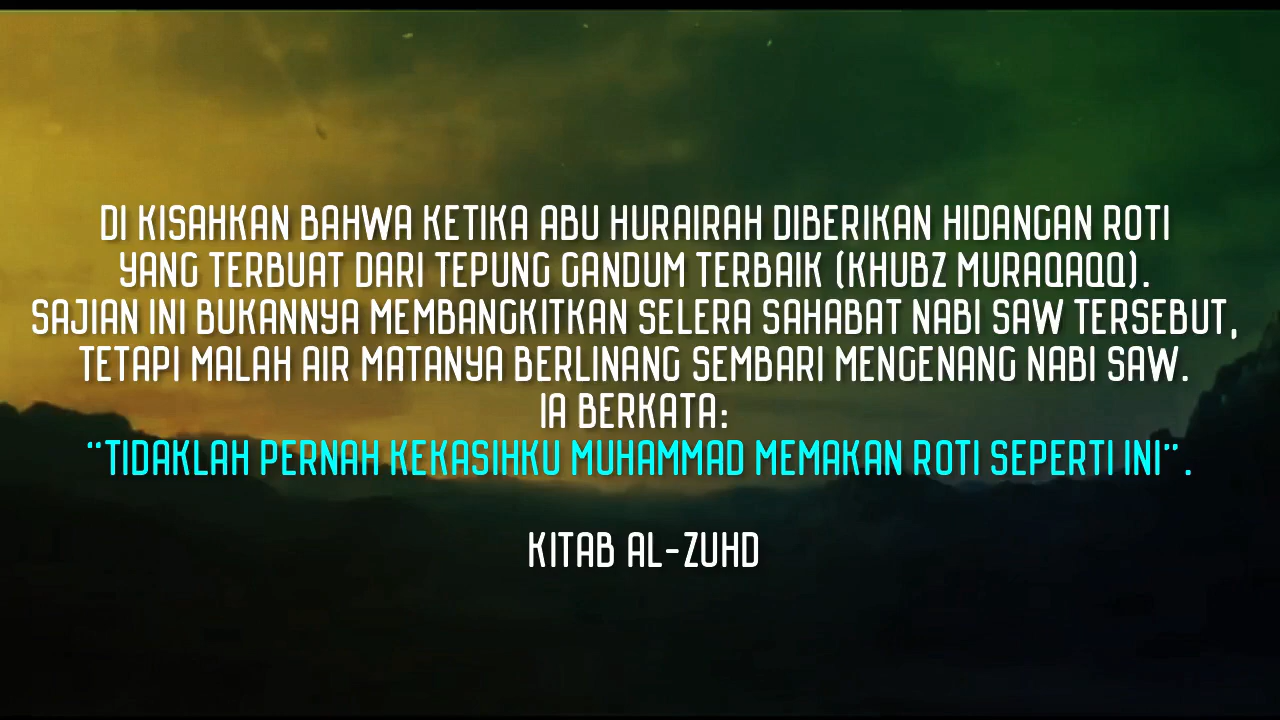 DI KISAHKAN BAHWA KETIKA ABU HURAIRAH DIBERIKAN HIDANGAN ROTI
YANG TERBUAT DARI TEPUNG GANDUM TERBAIK (KHUBZ MURAQAQQ).
SAJIAN INI BUKANNYA MEMBANGKITKAN SELERA SAHABAT NABI SAW TERSEBUT,
TETAPI MALAH AIR MATANYA BERLINANG SEMBARI MENGENANG NABI SAW.
IA BERKATA:
"TIDAKLAH PERNAH KEKASIHKU MUHAMMAD MEMAKAN ROTI SEPERTI INI".
KITAB AL-ZUHD